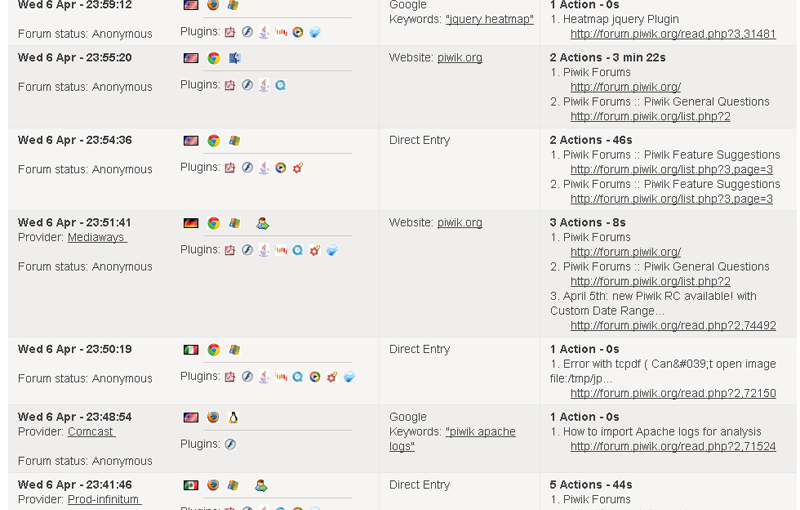 Wed 6 Apr - 23:59:12
Forum status: Anonymous
Plugins:
Google
Keywords: "jquery heatmap"
1 Action - 0s
1. Heatmap jquery Plugin
http://forum.piwik.org/read.php?3,31481
Wed 6 Apr - 23:55:20
Forum status: Anonymous
Plugins:
Website: piwik.org
2 Actions - 3 min 22s
1. Piwik Forums
http://forum.piwik.org/
2. Piwik Forums :: Piwik General Questions
http://forum.piwik.org/list.php?2
Wed 6 Apr - 23:54:36
Forum status: Anonymous
Plugins:
Direct Entry
2 Actions - 46s
1. Piwik Forums :: Piwik Feature Suggestions
http://forum.piwik.org/list.php?3,page=3
2. Piwik Forums :: Piwik Feature Suggestions
http://forum.piwik.org/list.php?3,page=3
Wed 6 Apr - 23:51:41
Provider: Mediaways
Forum status: Anonymous
Plugins:
Website: piwik.org
3 Actions - 8s
1. Piwik Forums
http://forum.piwik.org/
2. Piwik Forums :: Piwik General Questions
http://forum.piwik.org/list.php?2
3. April 5th: new Piwik RC available! with
Custom Date Range...
http://forum.piwik.org/read.php?2,74492
Wed 6 Apr - 23:50:19
Forum status: Anonymous
Plugins:
Direct Entry
1 Action - 0s
1. Error with tcpdf ( Can&#039;t open image
file:/tmp/jp...
http://forum.piwik.org/read.php?2,72150
Wed 6 Apr - 23:48:54
Provider: Comcast
Forum status: Anonymous
Plugins:
Google
Keywords: "piwik apache
logs"
1 Action - 0s
1. How to import Apache logs for analysis
http://forum.piwik.org/read.php?2,71524
Wed 6 Apr - 23:41:46
Provider: Prod-infinitum
Direct Entry
5 Actions - 44s
1. Piwik Forums